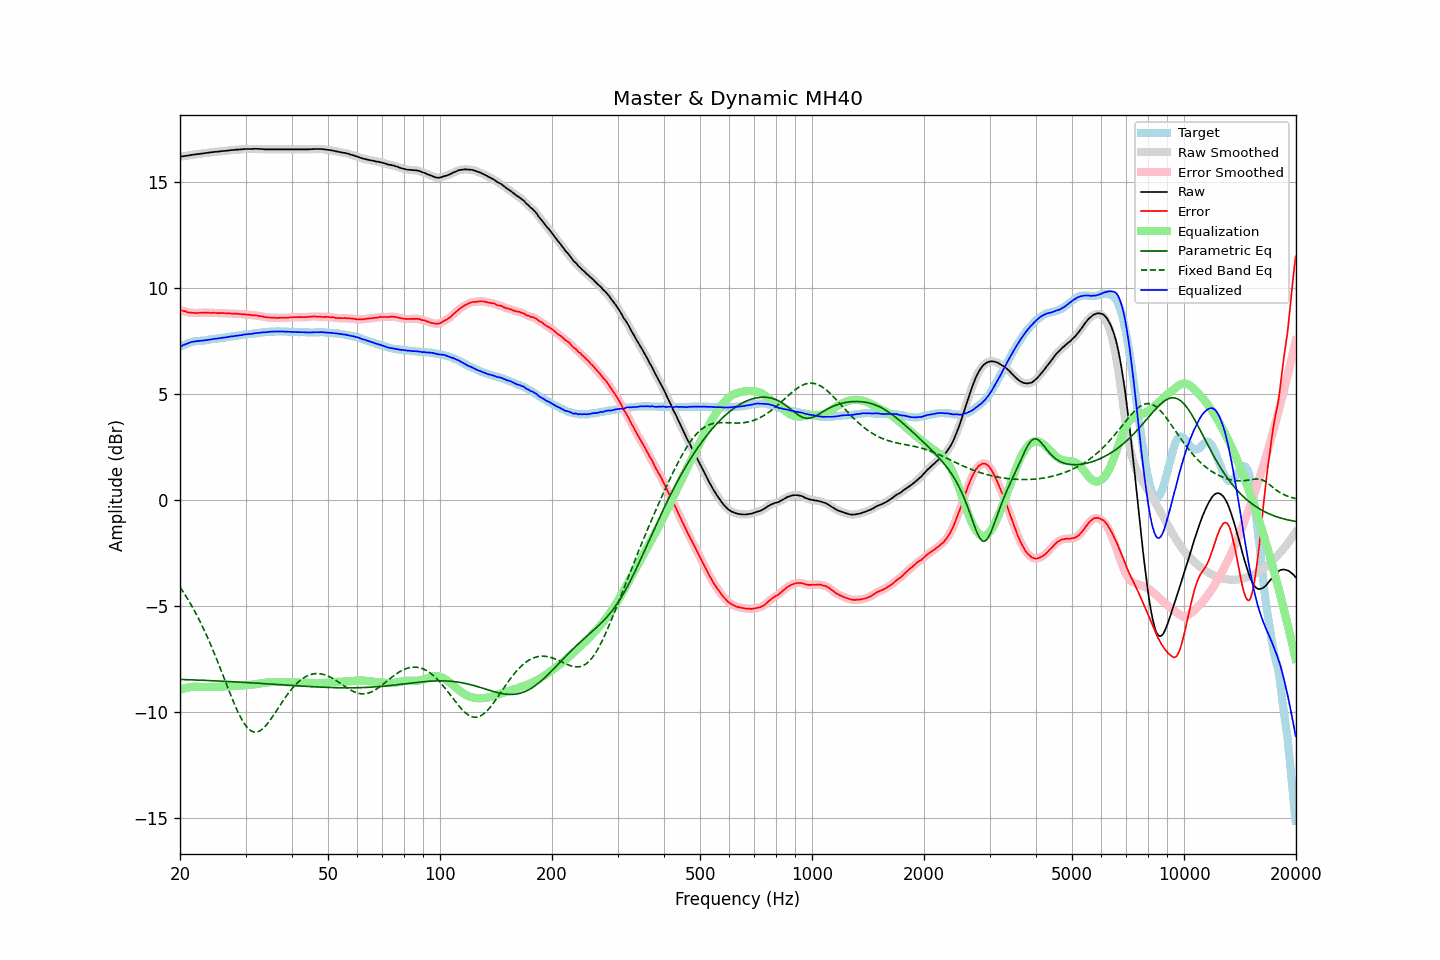 Master & Dynamic MH40
Target
Raw Smoothed
Error Smoothed
Raw
Error
Equalization
Parametric Eq
Fixed Band Eq
Equalized
15
10
5
0
−5
−10
−15
Amplitude (dBr)
20 50 100 200 500 1000 2000 5000 10000 20000
Frequency (Hz)